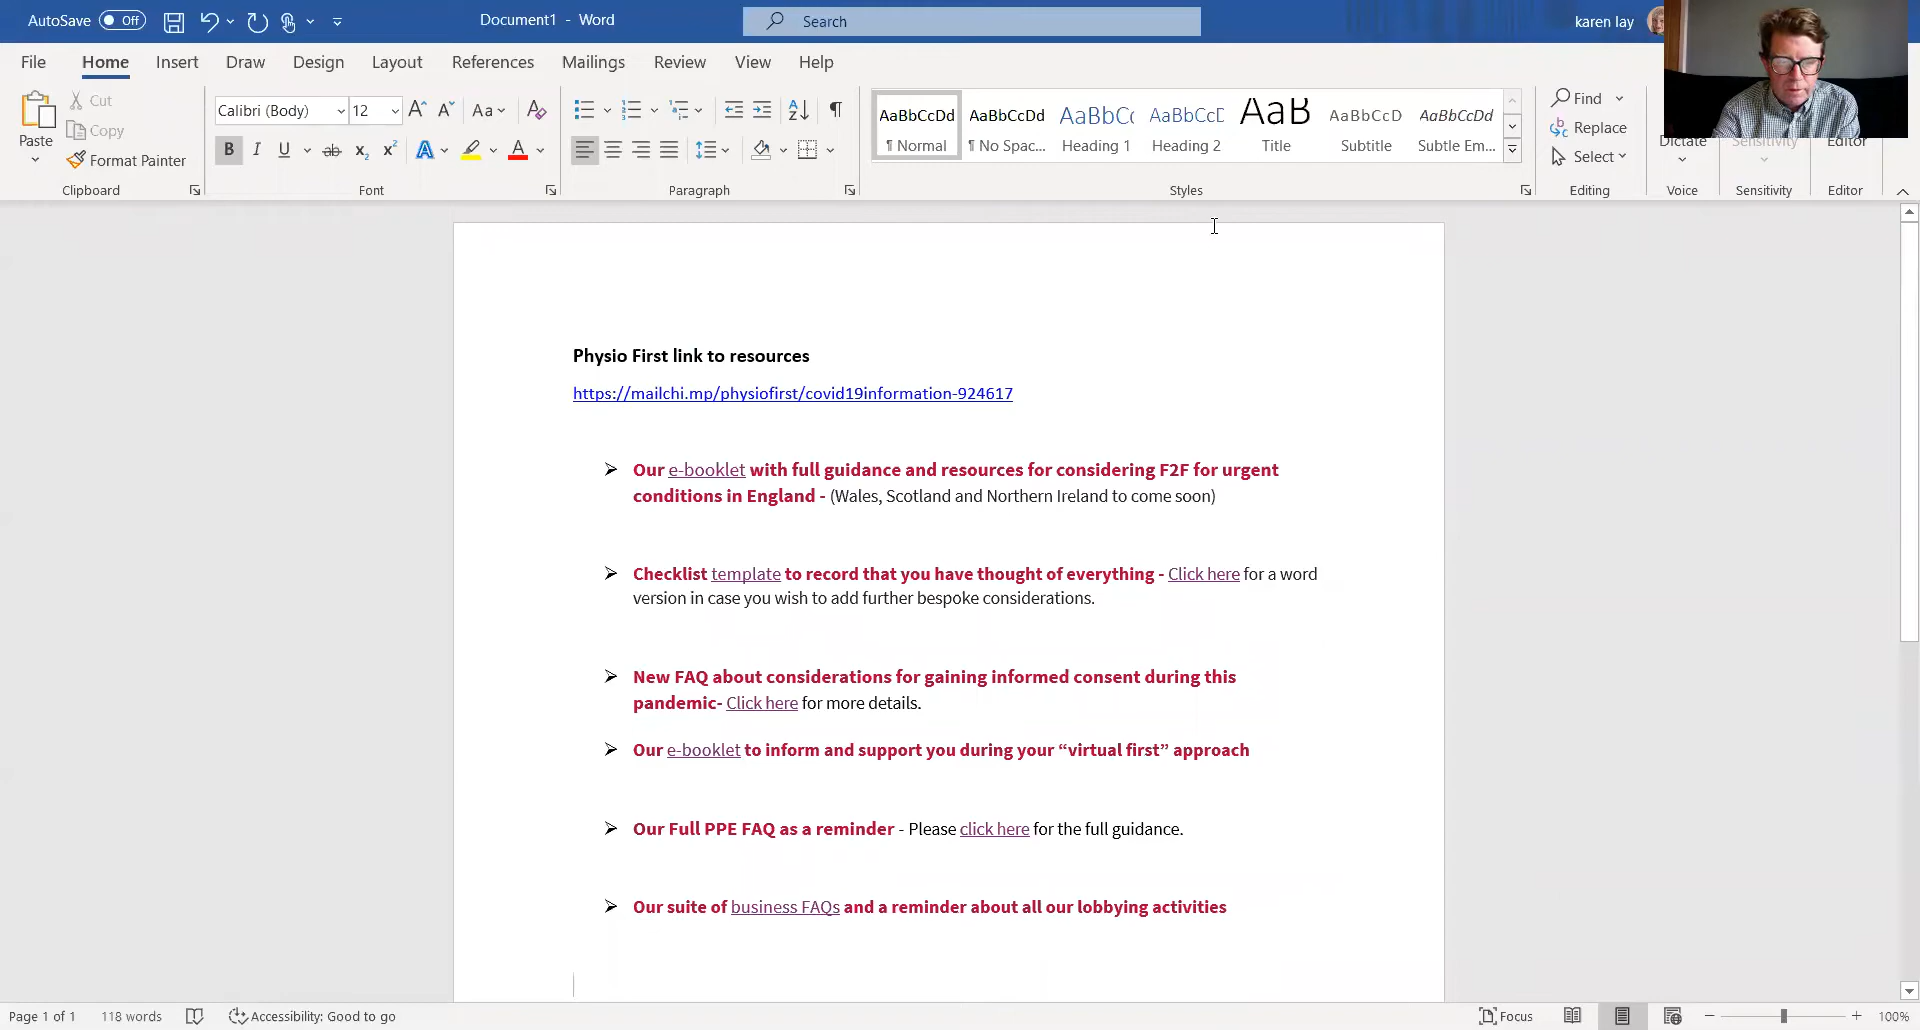 AutoSave Off Document1 - Word Search karen lay
File Home Insert Draw Design Layout References Mailings Review View Help
Paste Cut Copy Format Painter Clipboard
Calibri (Body) 12 Aa
B I U ab x₂ x² A A
Font
Paragraph
AaBbCcDd AaBbCcDd AaBbCc AaBbCcD AaB AaBbCcD AaBbCcDd
¶ Normal ¶ No Spac... Heading 1 Heading 2 Title Subtitle Subtle Em...
Styles
Find
Replace
Select
Editing
Dictate
Voice
Sensitivity
Sensitivity
Editor
Editor
Physio First link to resources
https://mailchi.mp/physiofirst/covid19information-924617
➢ Our e-booklet with full guidance and resources for considering F2F for urgent
conditions in England - (Wales, Scotland and Northern Ireland to come soon)
➢ Checklist template to record that you have thought of everything - Click here for a word
version in case you wish to add further bespoke considerations.
➢ New FAQ about considerations for gaining informed consent during this
pandemic- Click here for more details.
➢ Our e-booklet to inform and support you during your “virtual first” approach
➢ Our Full PPE FAQ as a reminder - Please click here for the full guidance.
➢ Our suite of business FAQs and a reminder about all our lobbying activities
Page 1 of 1 118 words Accessibility: Good to go Focus 100%